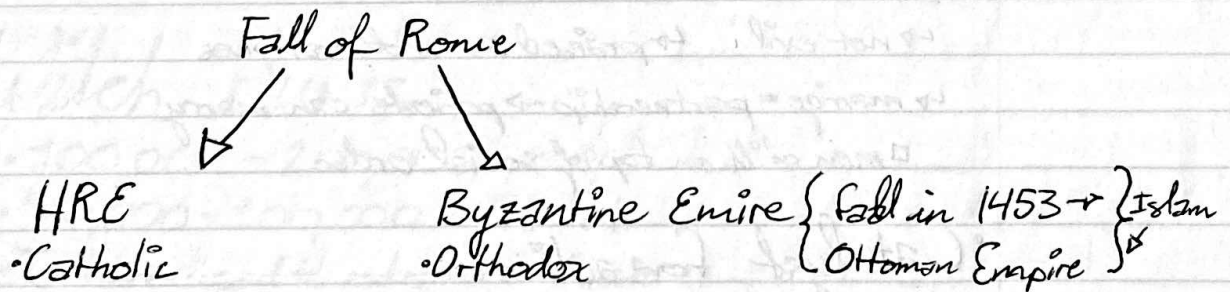 Fall of Rome
HRE
•Catholic
Byzantine Emire { fall in 1453 → } Islam
•Orthodox { Ottoman Empire }